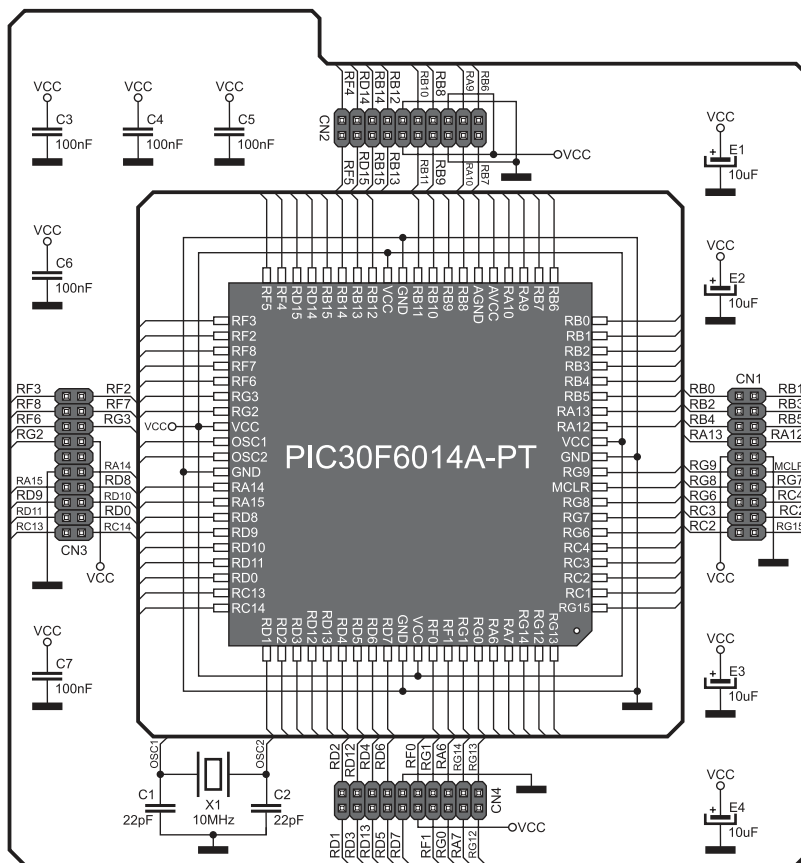 VCC
C3
100nF
VCC
C4
100nF
VCC
C5
100nF
VCC
C6
100nF
VCC
C7
100nF
RF4
RD14
RB14
RB12
RB10
RB8
RA9
RB6
CN2
RF5
RD15
RB15
RB13
RB11
RB9
RA10
RB7
VCC
VCC
E1
10uF
VCC
E2
10uF
VCC
E3
10uF
VCC
E4
10uF
RF5
RF4
RD15
RD14
RB15
RB14
RB13
RB12
VCC
GND
RB11
RB10
RB9
RB8
AGND
AVCC
RA10
RA9
RB7
RB6
RF3
RF2
RF8
RF7
RF6
RG3
RG2
VCC
OSC1
OSC2
GND
RA14
RA15
RD8
RD9
RD10
RD11
RD0
RC13
RC14
VCC
PIC30F6014A-PT
RB0
RB1
RB2
RB3
RB4
RB5
RA13
RA12
VCC
GND
RG9
MCLR
RG8
RG7
RG6
RC4
RC3
RC2
RC1
RG15
RD1
RD2
RD3
RD12
RD13
RD4
RD5
RD6
RD7
GND
VCC
RF0
RF1
RG1
RG0
RA6
RA7
RG14
RG12
RG13
RF3 RF2
RF8 RF7
RF6 RG3
RG2
RA14
RA15 RD8
RD9 RD10
RD11 RD0
RC13 RC14
CN3
VCC
CN1
RB0 RB1
RB2 RB3
RB4 RB5
RA13 RA12
RG9 MCLR
RG8 RG7
RG6 RC4
RC3 RC2
RC2 RG15
VCC
OSC1
OSC2
C1
22pF
X1
10MHz
C2
22pF
RD2
RD12
RD4
RD6
RF0
RG1
RA6
RG14
RG13
CN4
RD1
RD3
RD13
RD5
RD7
RF1
RG0
RA7
RG12
VCC